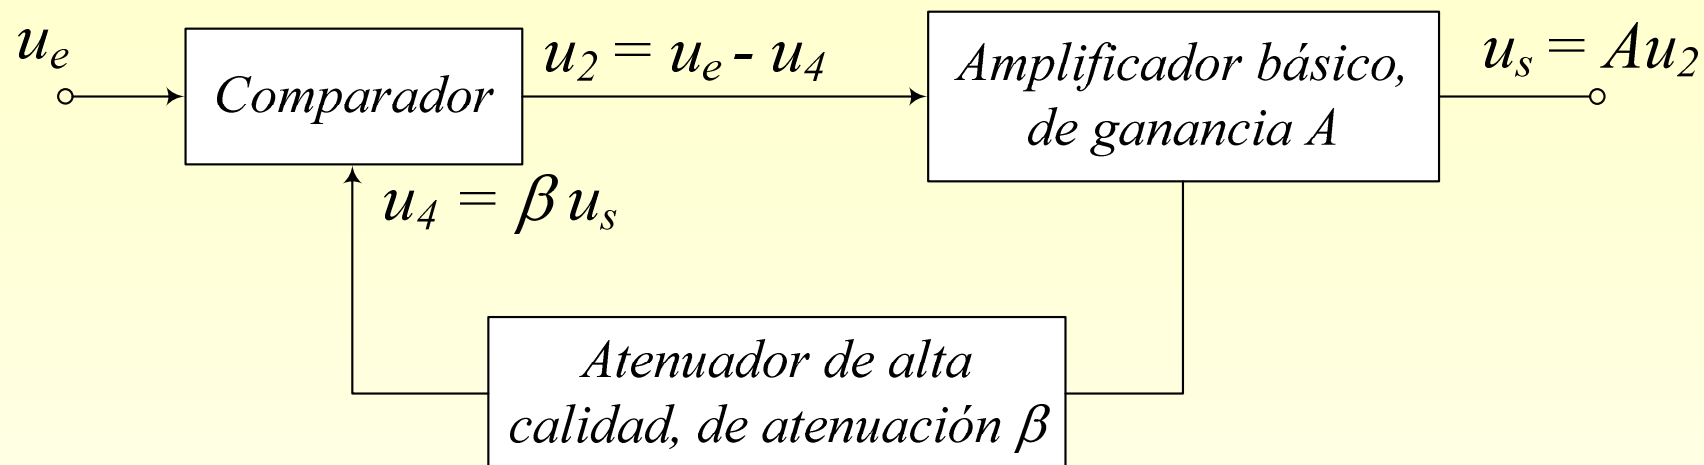 u_e
Comparador
u_2 = u_e - u_4
Amplificador básico,
de ganancia A
u_s = Au_2
u_4 = β u_s
Atenuador de alta
calidad, de atenuación β